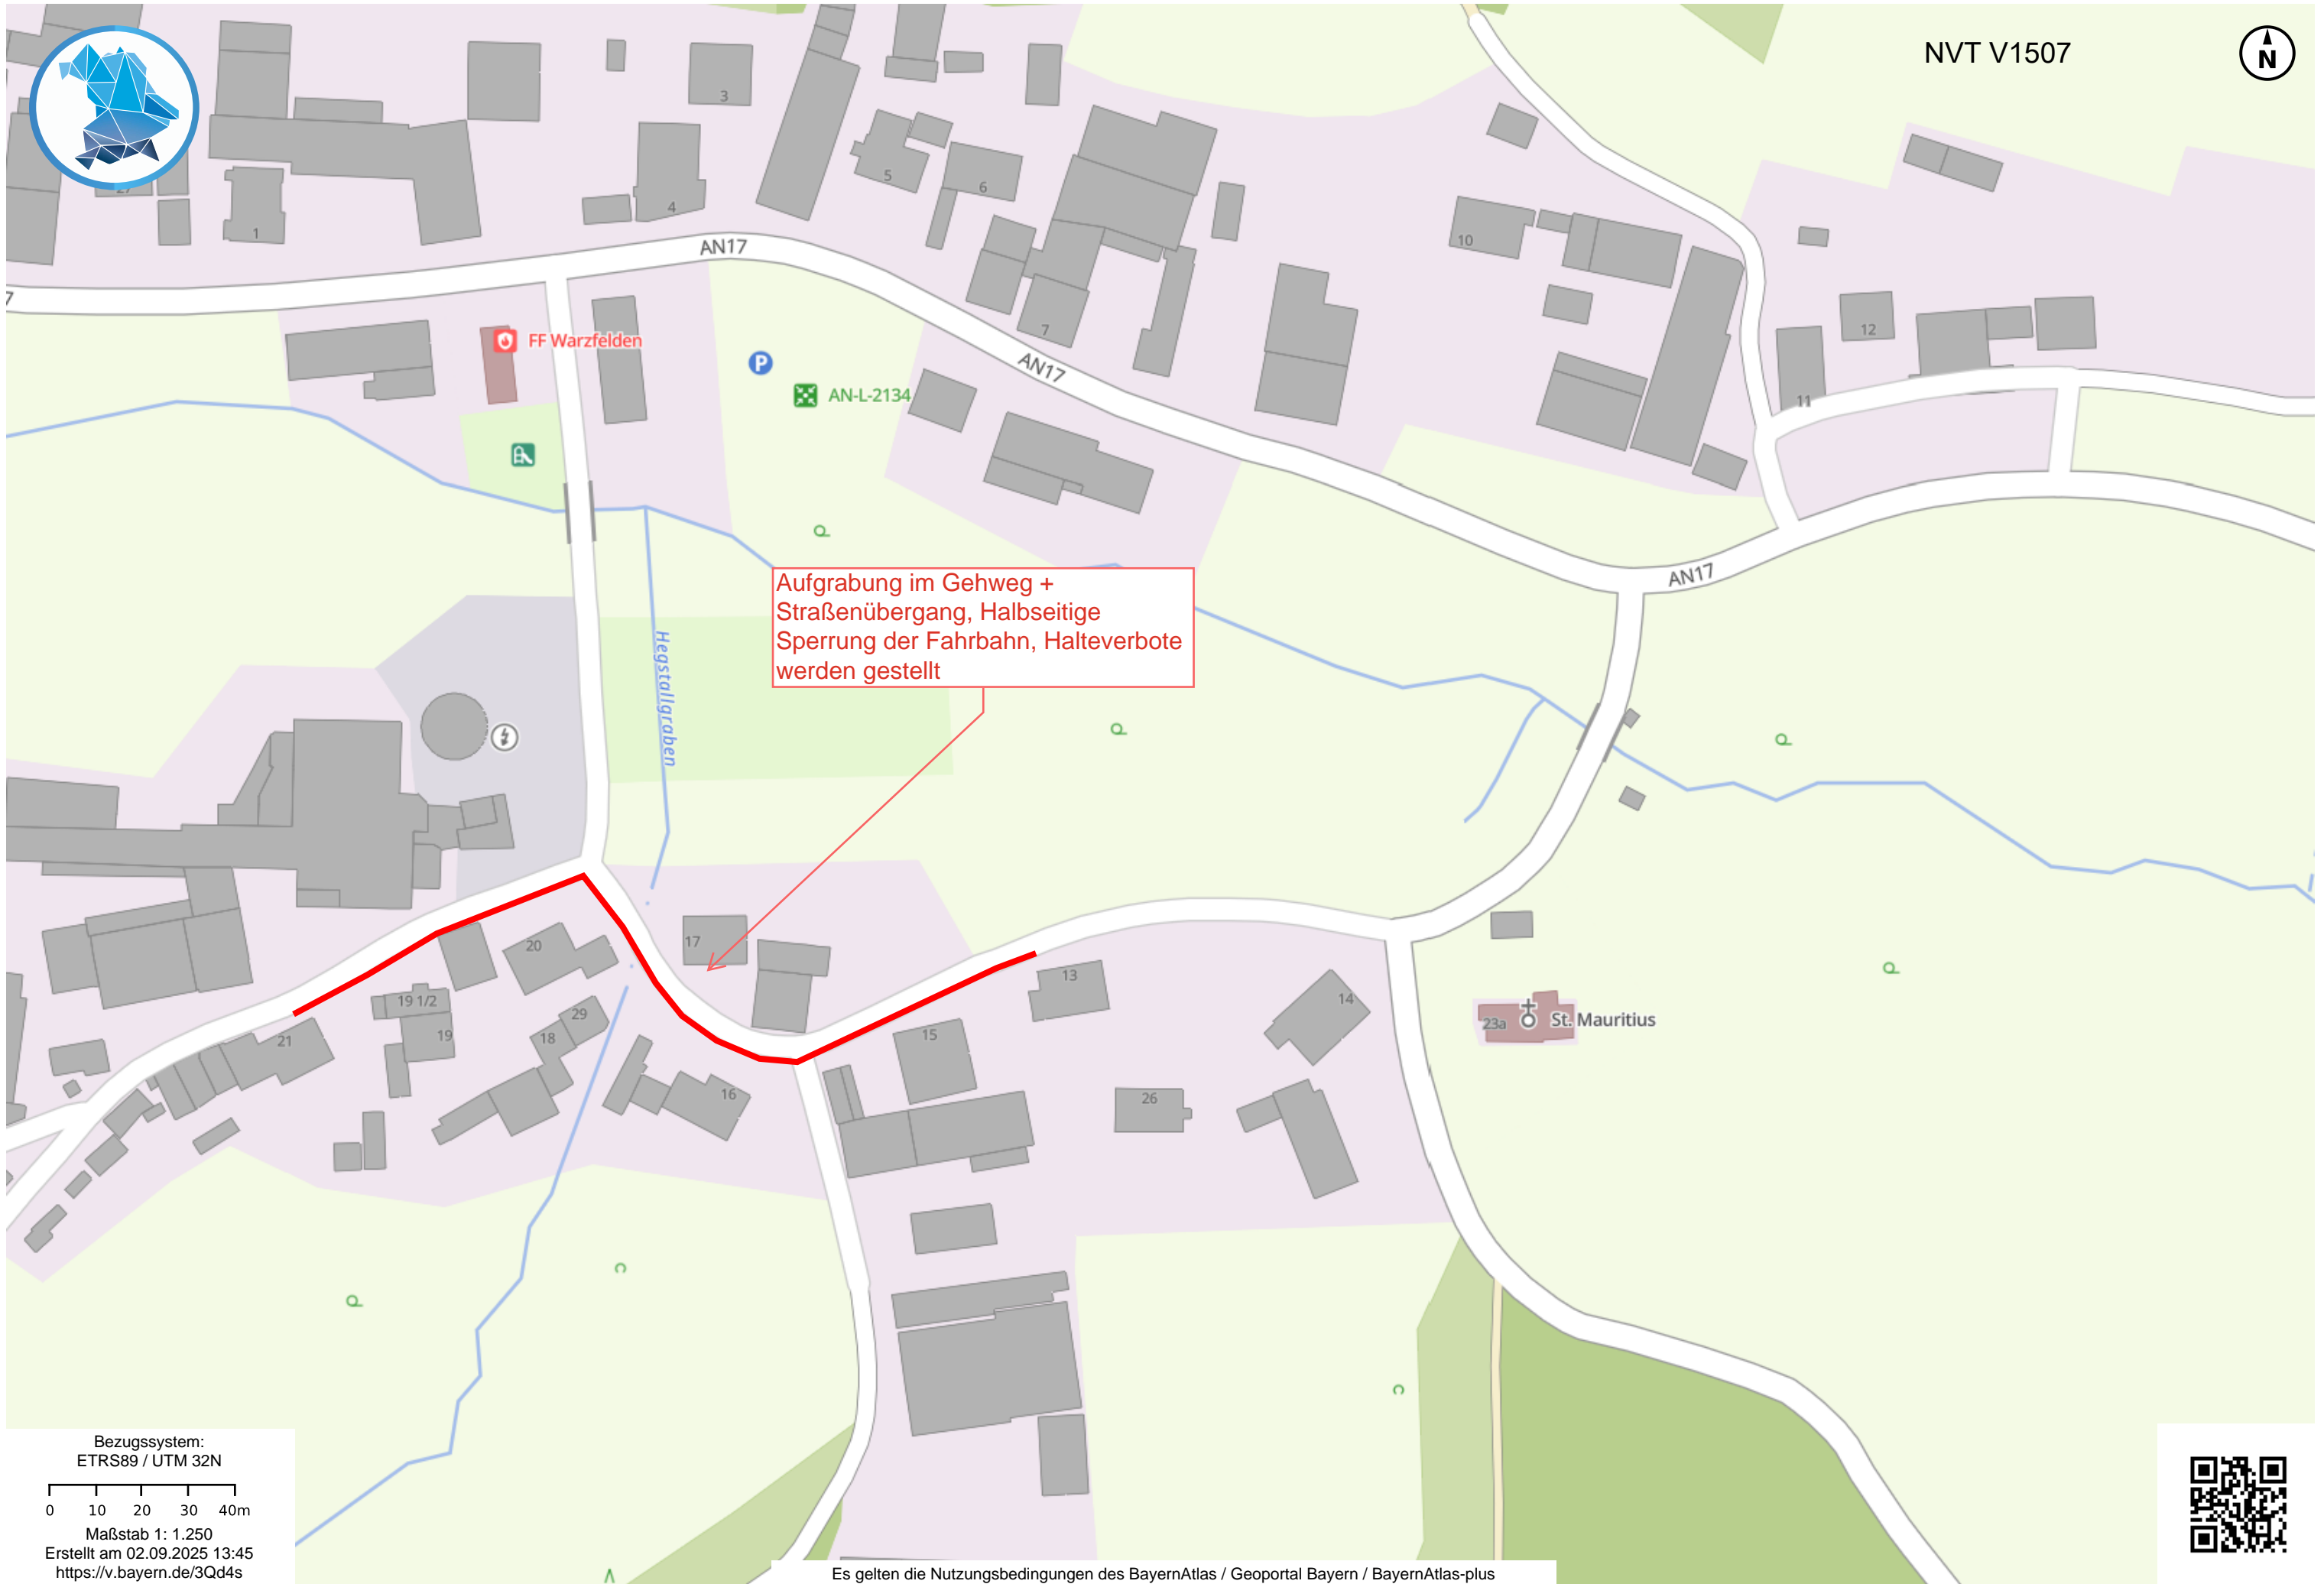 NVT V1507
N
3
5
6
4
1
27
AN17
7
10
FF Warzfelden
P
AN-L-2134
7
AN17
12
11
AN17
Aufgrabung im Gehweg +
Straßenübergang, Halbseitige
Sperrung der Fahrbahn, Halteverbote
werden gestellt
Hegstallgraben
17
20
13
14
19 1/2
29
19
18
21
15
23a
St. Mauritius
16
26
Bezugssystem:
ETRS89 / UTM 32N
0 10 20 30 40m
Maßstab 1: 1.250
Erstellt am 02.09.2025 13:45
https://v.bayern.de/3Qd4s
Es gelten die Nutzungsbedingungen des BayernAtlas / Geoportal Bayern / BayernAtlas-plus